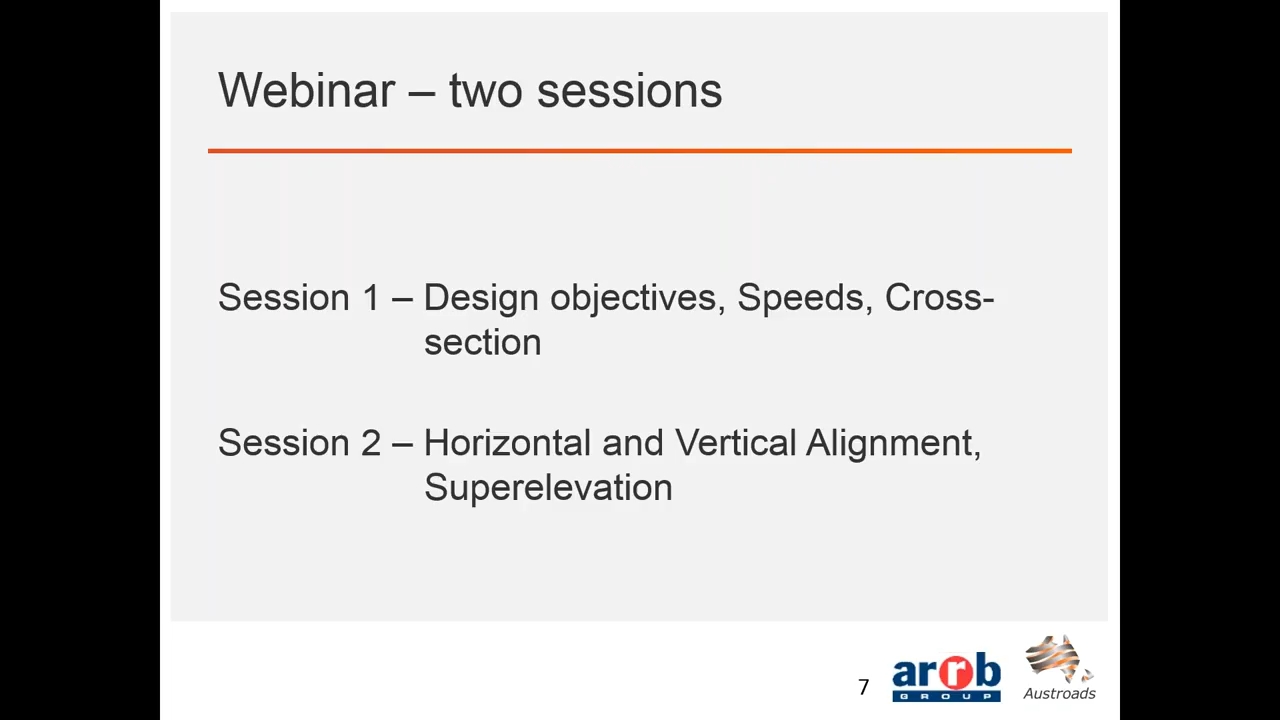 Webinar – two sessions
Session 1 – Design objectives, Speeds, Cross-
section
Session 2 – Horizontal and Vertical Alignment,
Superelevation
7
arrb
GROUP
Austroads